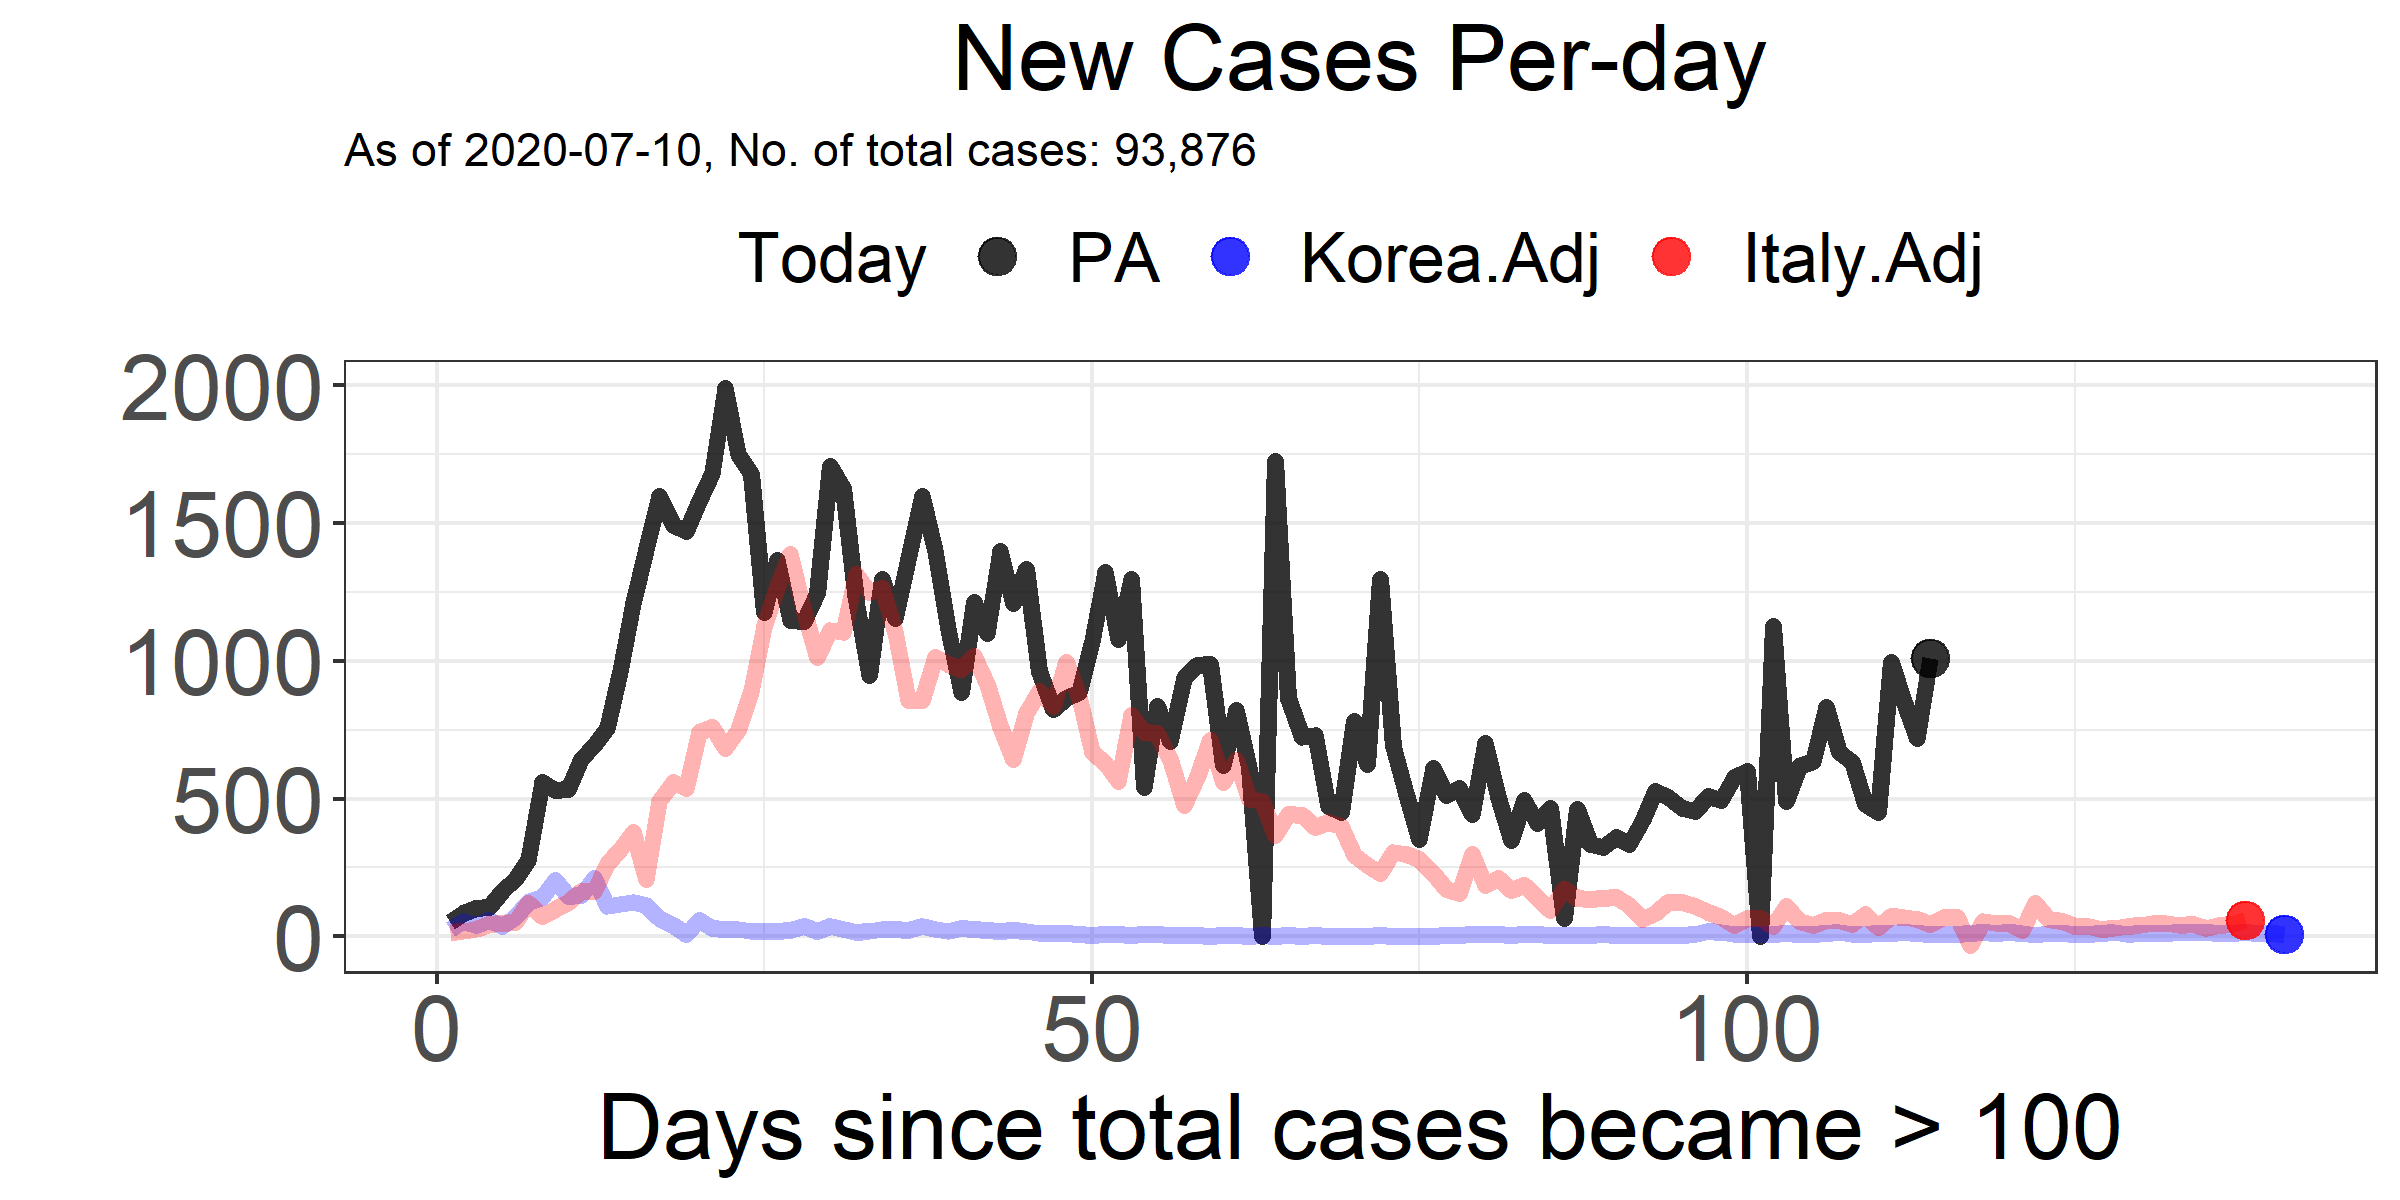 New Cases Per-day
As of 2020-07-10, No. of total cases: 93,876
Today PA Korea.Adj Italy.Adj
2000
1500
1000
500
0
0 50 100
Days since total cases became > 100